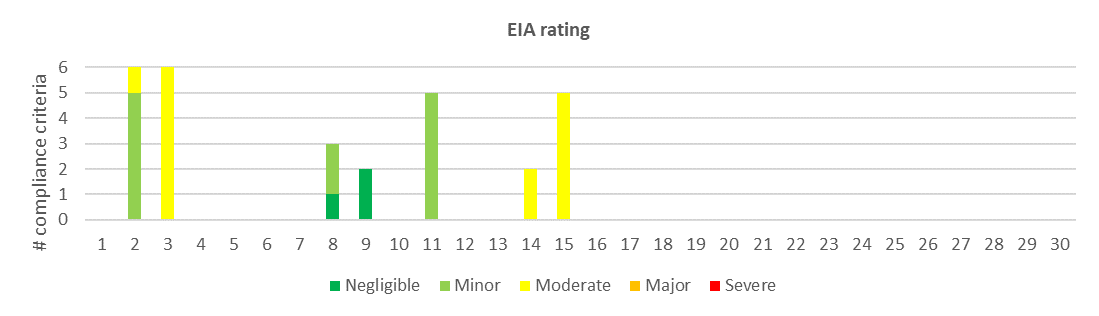 EIA rating
# compliance criteria
6
5
4
3
2
1
0
1 2 3 4 5 6 7 8 9 10 11 12 13 14 15 16 17 18 19 20 21 22 23 24 25 26 27 28 29 30
Negligible Minor Moderate Major Severe